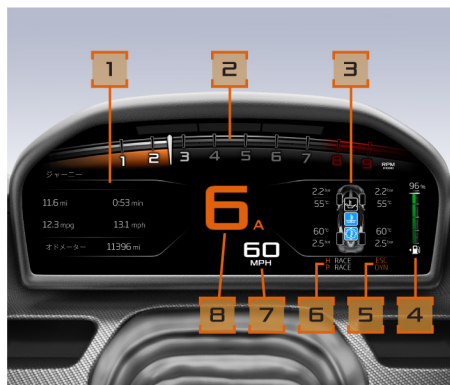 1 2 3
1 2 3 4 5 6 7 8 9 RPM
x1000
ジャーニー
11.6 mi 0:53 min
12.3 mpg 13.1 mph
オドメーター 11396 mi
6 A
60
MPH
2.2 bar 2.2 bar
55°C 55°C
60°C 60°C
2.5 bar 2.5 bar
96 %
H RACE ESC
P RACE DYN
8 7 6 5 4